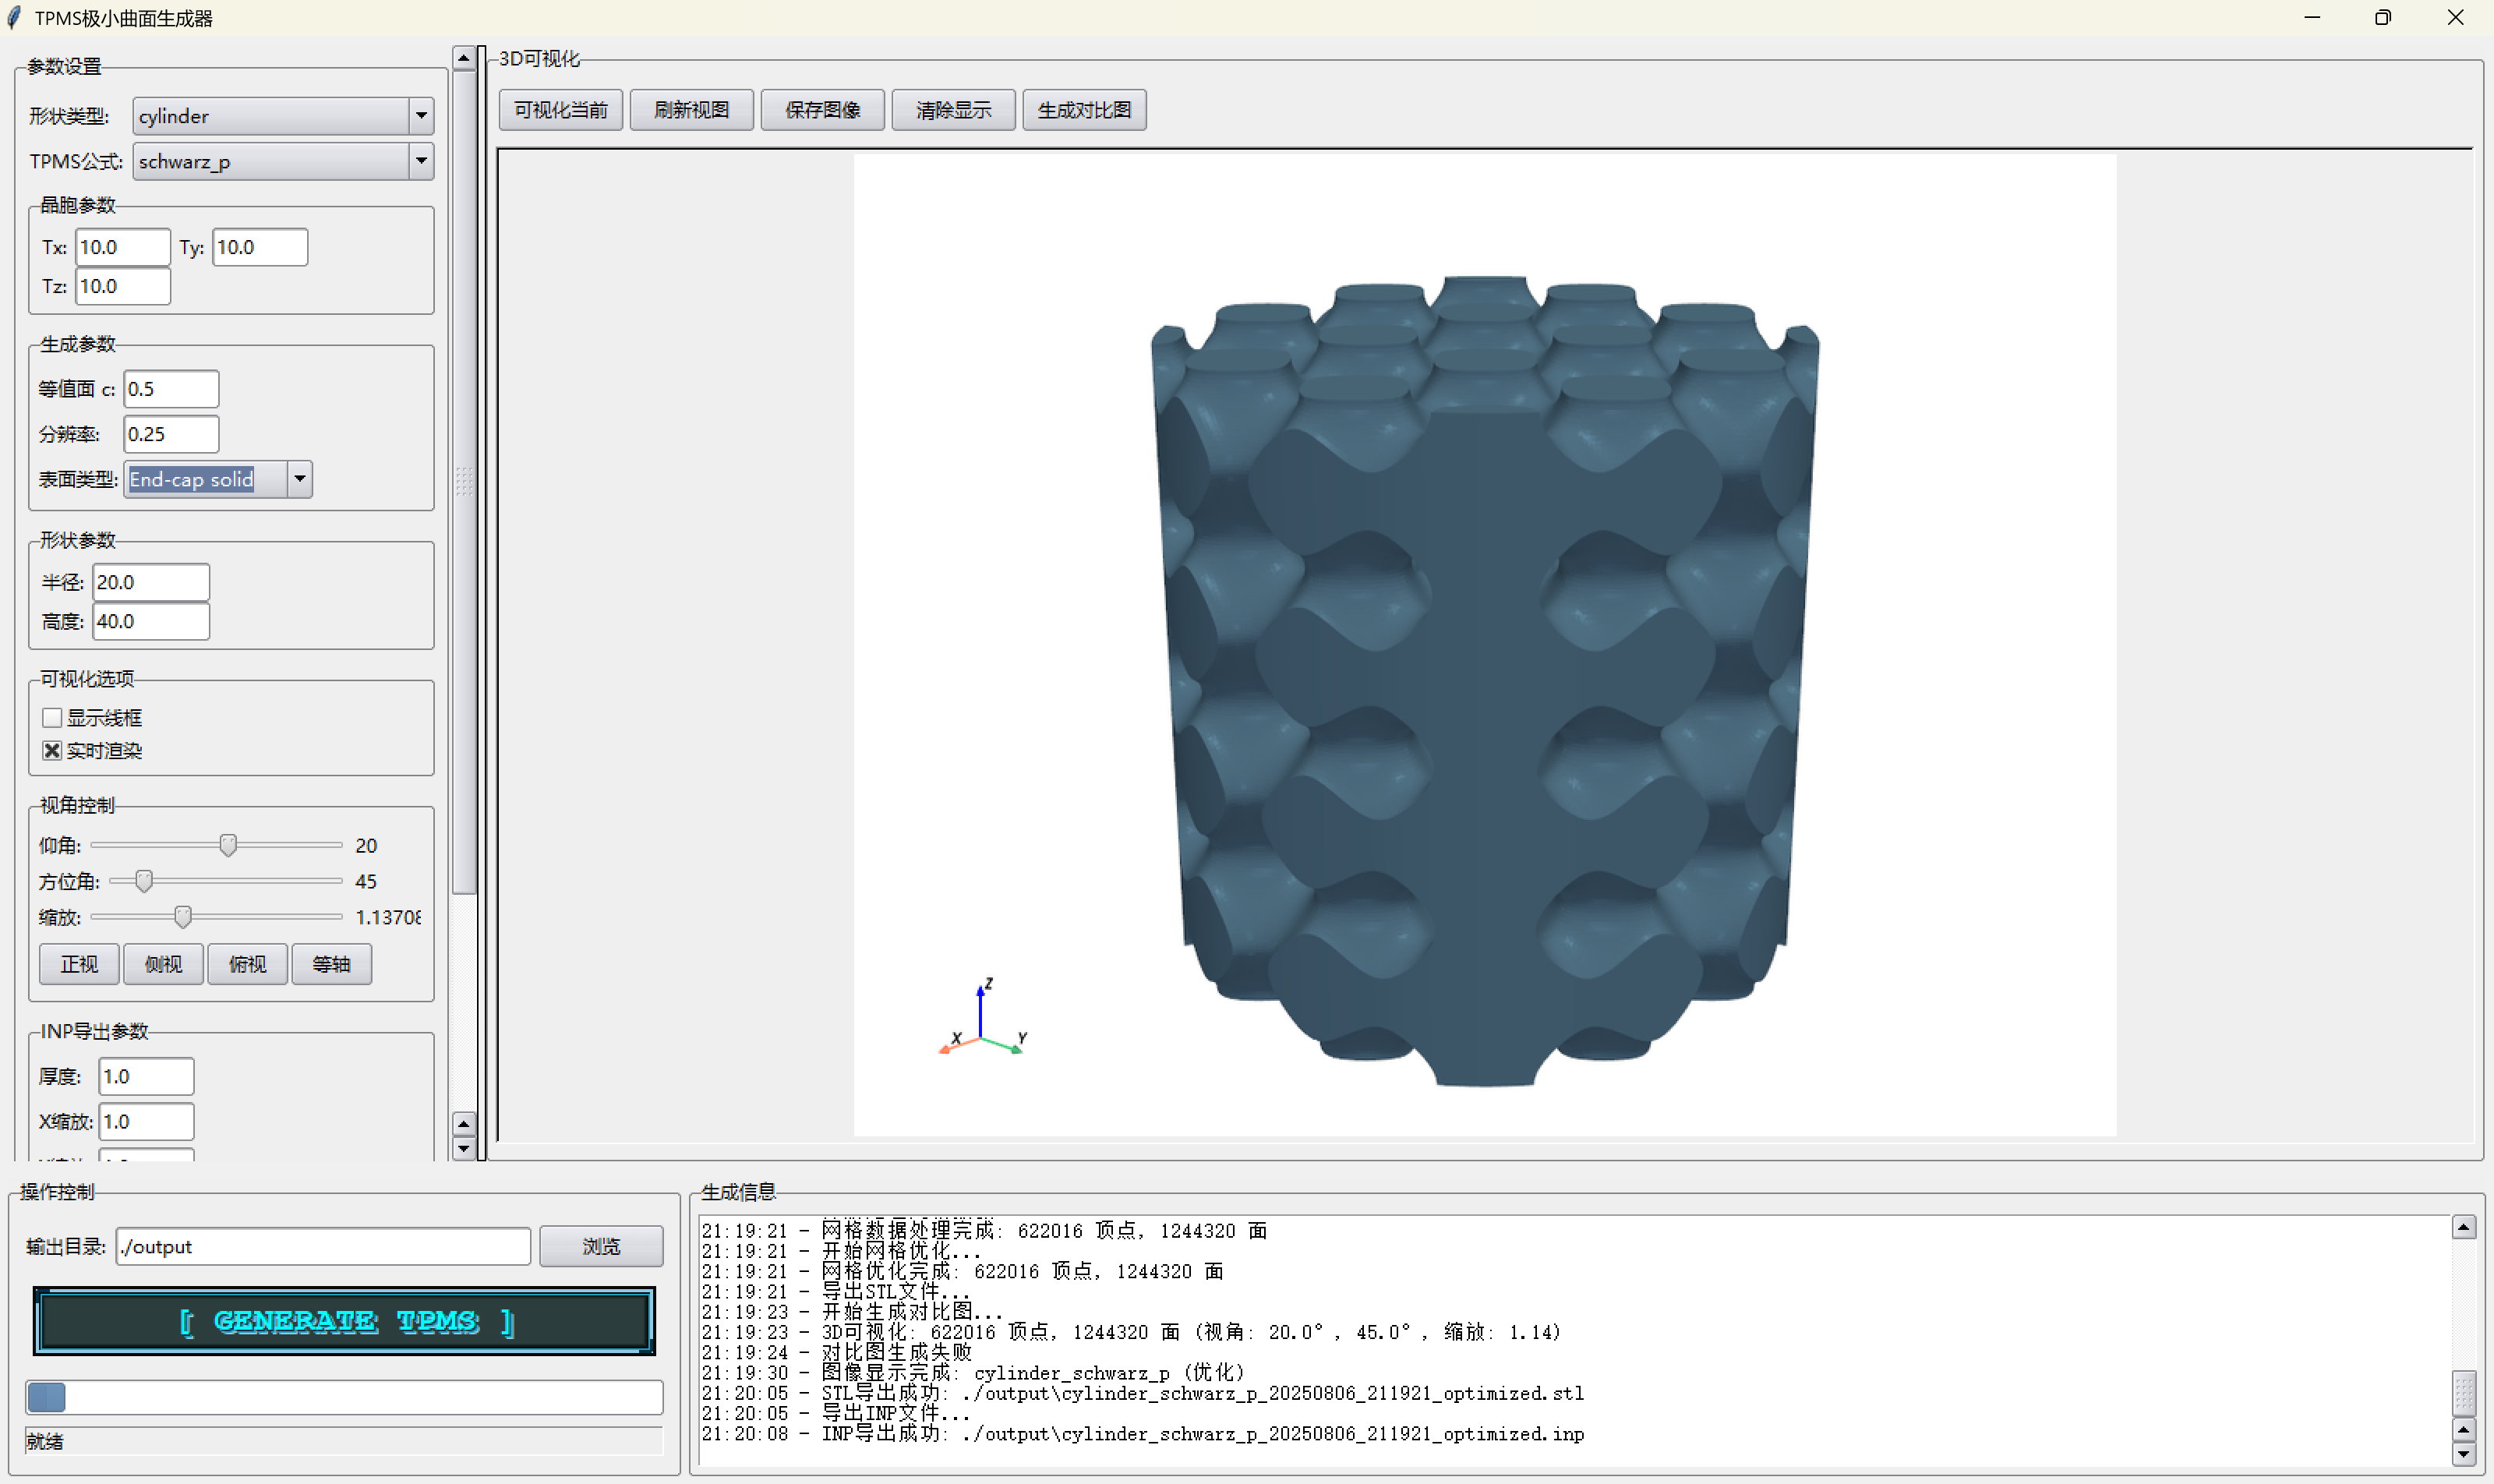 TPMS极小曲面生成器
参数设置
形状类型: cylinder
TPMS公式: schwarz_p
晶胞参数
Tx: 10.0 Ty: 10.0
Tz: 10.0
生成参数
等值面 c: 0.5
分辨率: 0.25
表面类型: End-cap solid
形状参数
半径: 20.0
高度: 40.0
可视化选项
显示线框
实时渲染
视角控制
仰角: 20
方位角: 45
缩放: 1.13708
正视 侧视 俯视 等轴
INP导出参数
厚度: 1.0
X缩放: 1.0
3D可视化
可视化当前 刷新视图 保存图像 清除显示 生成对比图
Z
X Y
操作控制
输出目录: ./output 浏览
[ GENERATE TPMS ]
就绪
生成信息
21:19:21 - 网格数据处理完成: 622016 顶点, 1244320 面
21:19:21 - 开始网格优化...
21:19:21 - 网格优化完成: 622016 顶点, 1244320 面
21:19:21 - 导出STL文件...
21:19:23 - 开始生成对比图...
21:19:23 - 3D可视化: 622016 顶点, 1244320 面 (视角: 20.0°, 45.0°, 缩放: 1.14)
21:19:24 - 对比图生成失败
21:19:30 - 图像显示完成: cylinder_schwarz_p (优化)
21:20:05 - STL导出成功: ./output\cylinder_schwarz_p_20250806_211921_optimized.stl
21:20:05 - 导出INP文件...
21:20:08 - INP导出成功: ./output\cylinder_schwarz_p_20250806_211921_optimized.inp